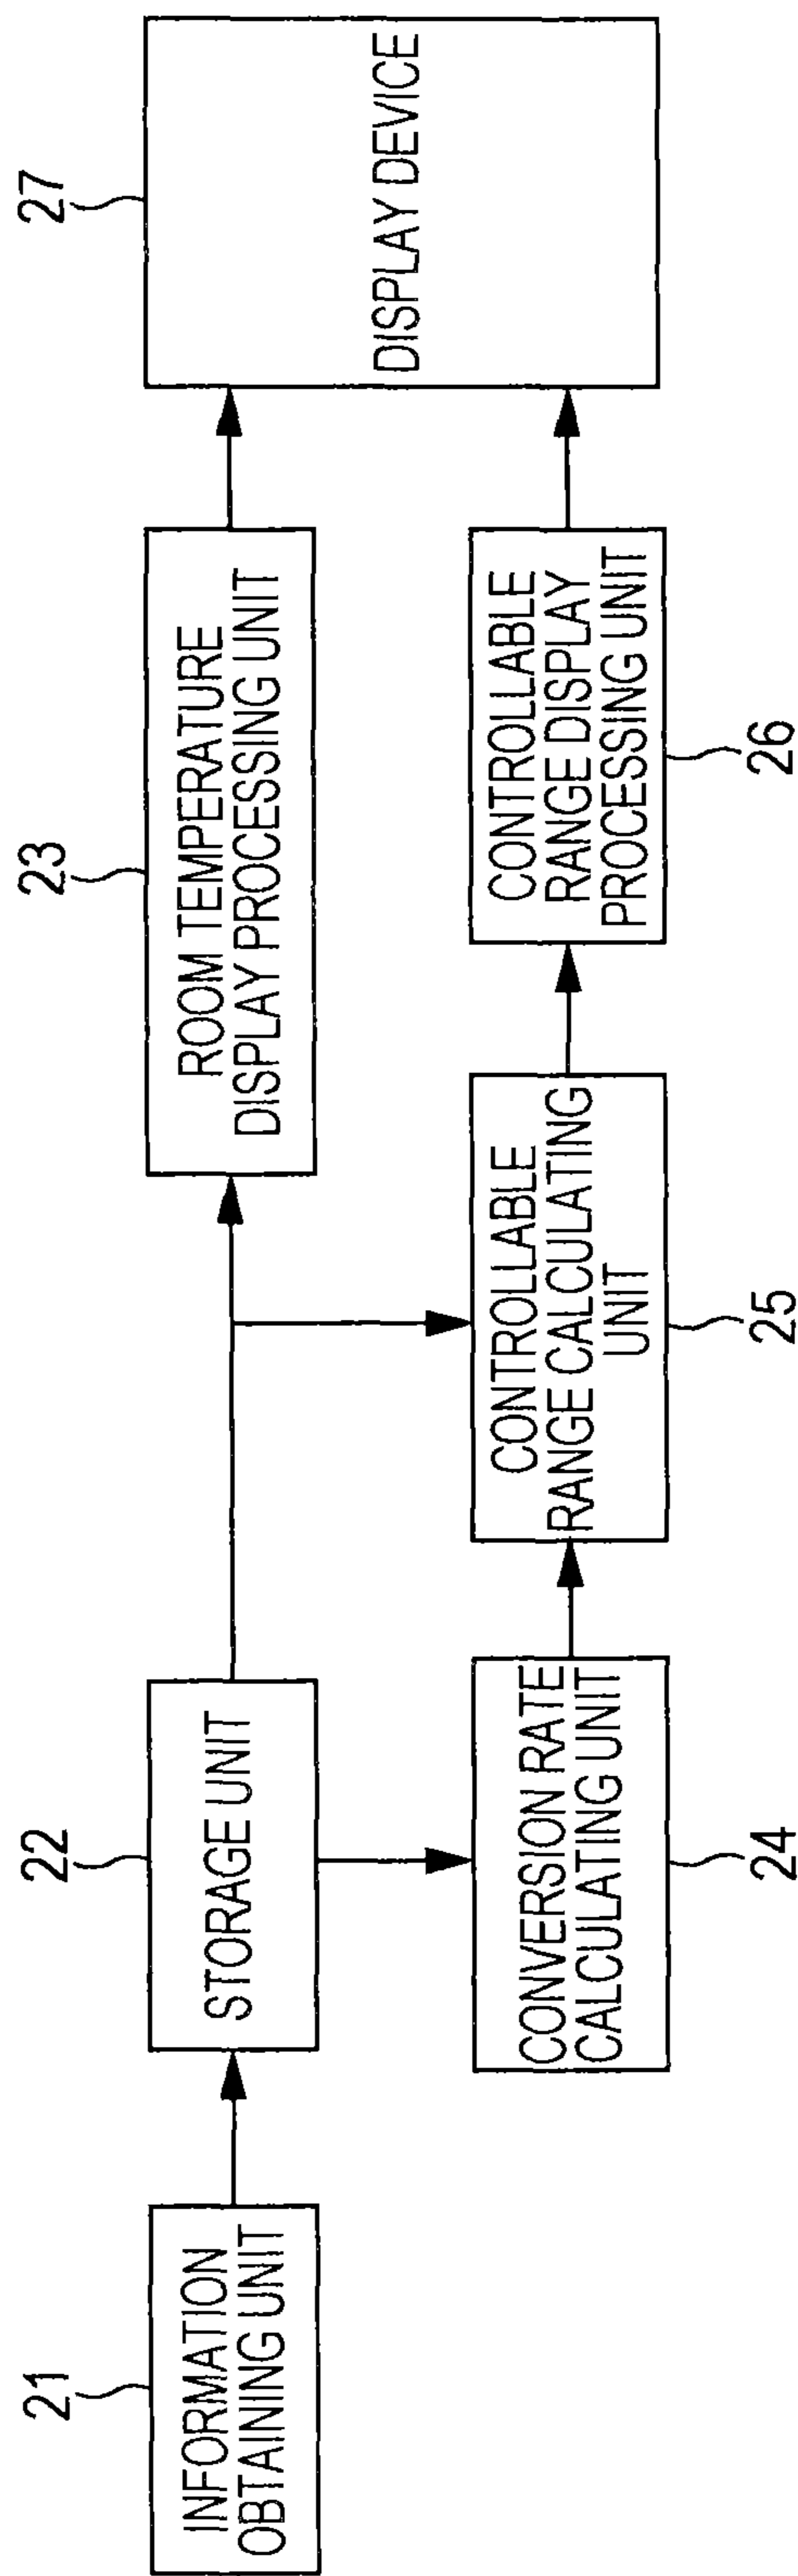 21
INFORMATION
OBTAINING UNIT
22
STORAGE UNIT
23
ROOM TEMPERATURE
DISPLAY PROCESSING UNIT
27
DISPLAY DEVICE
CONVERSION RATE
CALCULATING UNIT
24
CONTROLLABLE
RANGE CALCULATING
UNIT
25
CONTROLLABLE
RANGE DISPLAY
PROCESSING UNIT
26